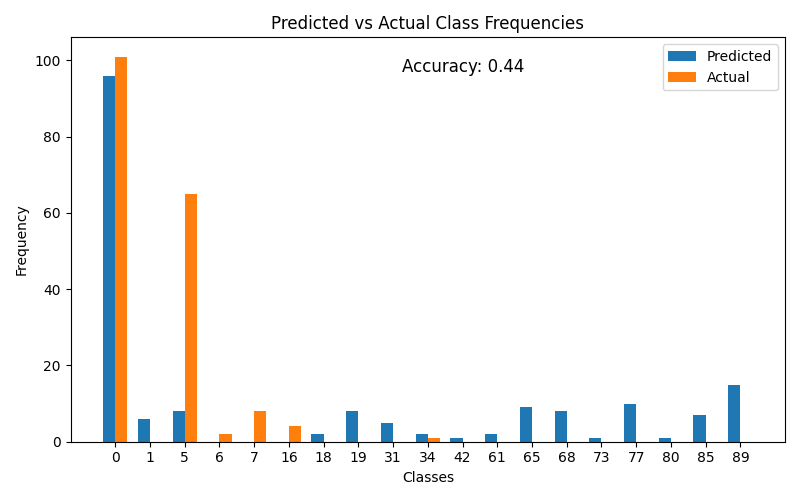 Predicted vs Actual Class Frequencies
Accuracy: 0.44
Predicted
Actual
100
80
60
40
20
0
Frequency
0 1 5 6 7 16 18 19 31 34 42 61 65 68 73 77 80 85 89
Classes